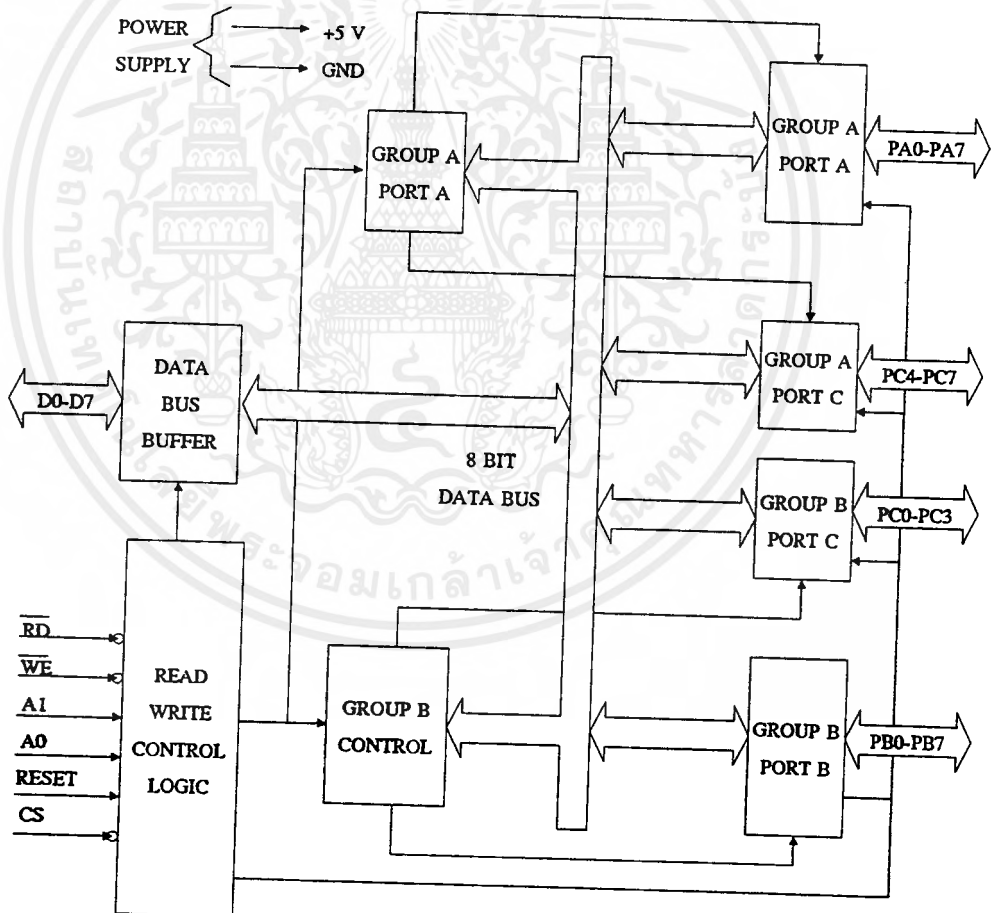 POWER
SUPPLY
+5 V
GND
GROUP A
PORT A
GROUP A
PORT A
PA0-PA7
GROUP A
PORT C
PC4-PC7
D0-D7
DATA
BUS
BUFFER
8 BIT
DATA BUS
GROUP B
PORT C
PC0-PC3
RD
WE
A1
A0
RESET
CS
READ
WRITE
CONTROL
LOGIC
GROUP B
CONTROL
GROUP B
PORT B
PB0-PB7